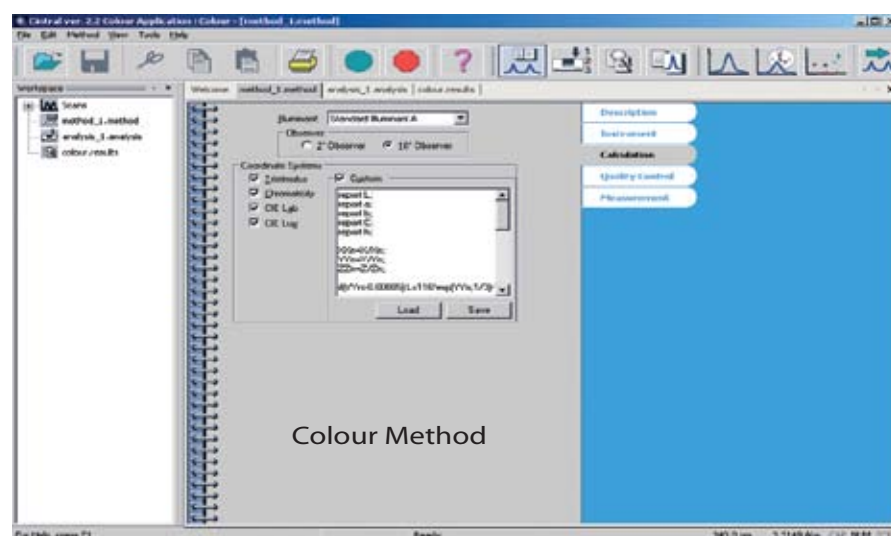 Cintral ver. 2.2 Colour Application : Colour - [method_1.method]
File Edit Method View Tools Help
Workspace
Scans
method_1.method
analysis_1.analysis
colour.results
Welcome method_1.method analysis_1.analysis colour.results
Illuminant Standard Illuminant A
Observer
2° Observer 10° Observer
Coordinate Systems
Tristimulus
Chromaticity
CIE Lab
Custom
report L;
report a;
report b;
report C;
report h;
Load Save
Description
Instrument
Calculation
Quality Control
Measurement
Colour Method
For Help, press F1
Ready